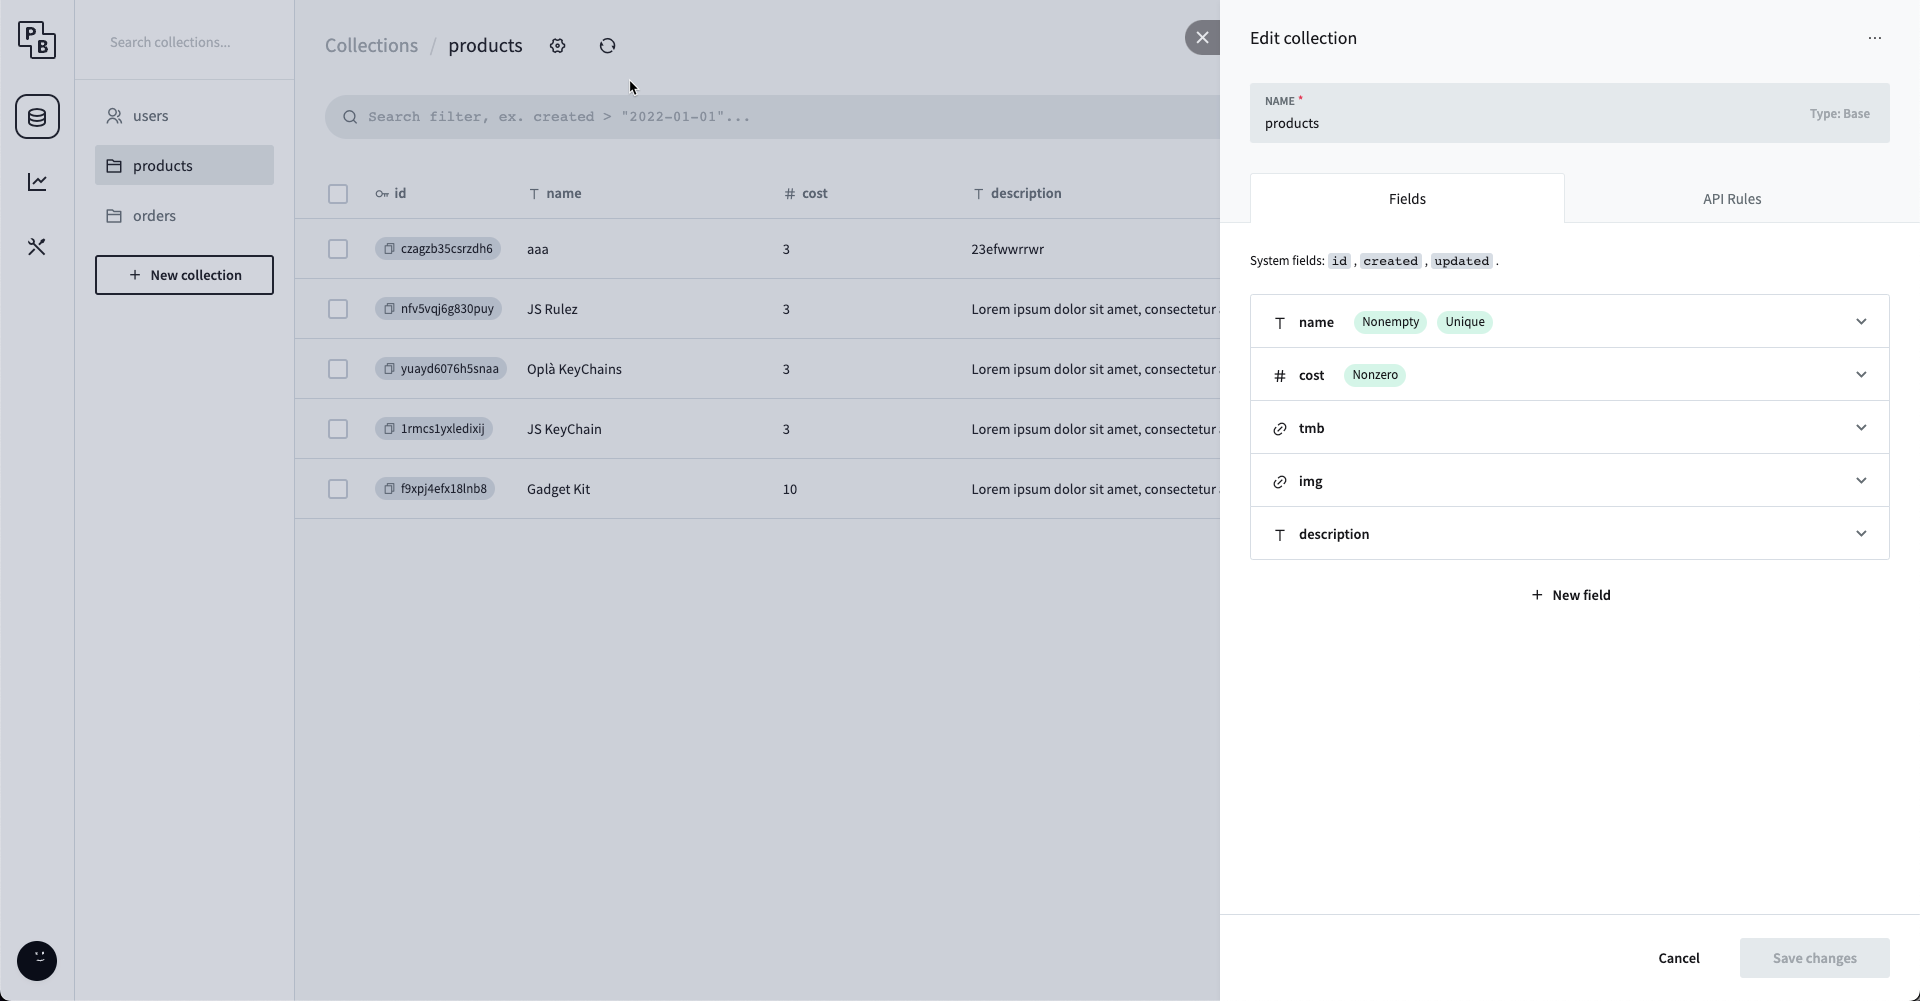 PB
Search collections...
users
products
orders
New collection
Collections / products
Search filter, ex. created > "2022-01-01"...
id name cost description
czagzb35csrzdh6 aaa 3 23efwwrrwr
nfv5vqj6g830puy JS Rulez 3 Lorem ipsum dolor sit amet, consectetur
yuayd6076h5snaa Oplà KeyChains 3 Lorem ipsum dolor sit amet, consectetur
1rmcs1yxledixij JS KeyChain 3 Lorem ipsum dolor sit amet, consectetur
f9xpj4efx18lnb8 Gadget Kit 10 Lorem ipsum dolor sit amet, consectetur
Edit collection
NAME *
products
Type: Base
Fields
API Rules
System fields: id , created , updated .
name Nonempty Unique
# cost Nonzero
tmb
img
description
+ New field
Cancel
Save changes